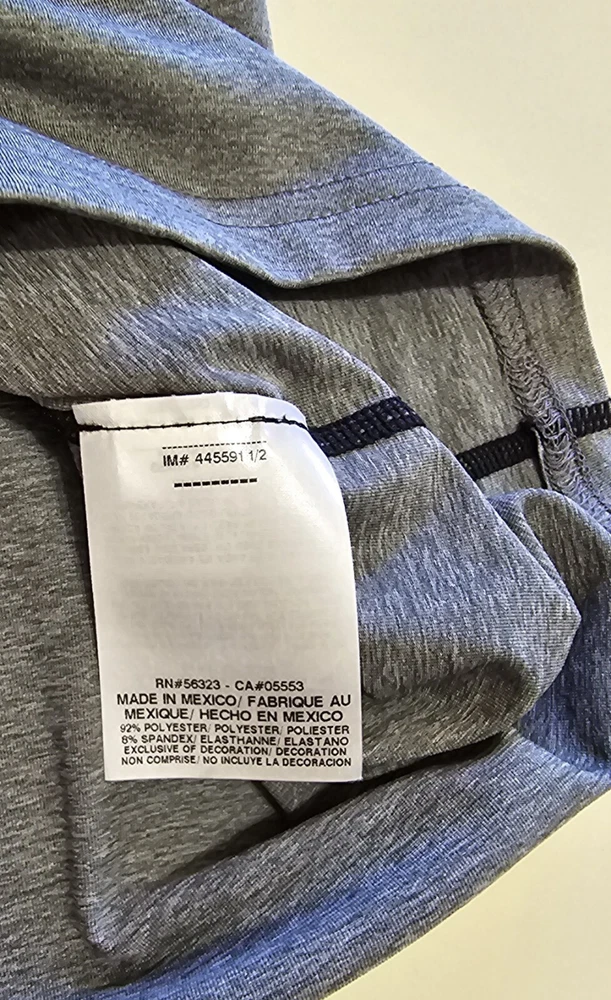 IM# 445591 1/2
RN#56323 - CA#05553
MADE IN MEXICO/ FABRIQUE AU
MEXIQUE/ HECHO EN MEXICO
92% POLYESTER/ POLYESTER/ POLIESTER
8% SPANDEX/ ELASTHANNE/ ELASTANO
EXCLUSIVE OF DECORATION/ DECORATION
NON COMPRISE/ NO INCLUYE LA DECORACION